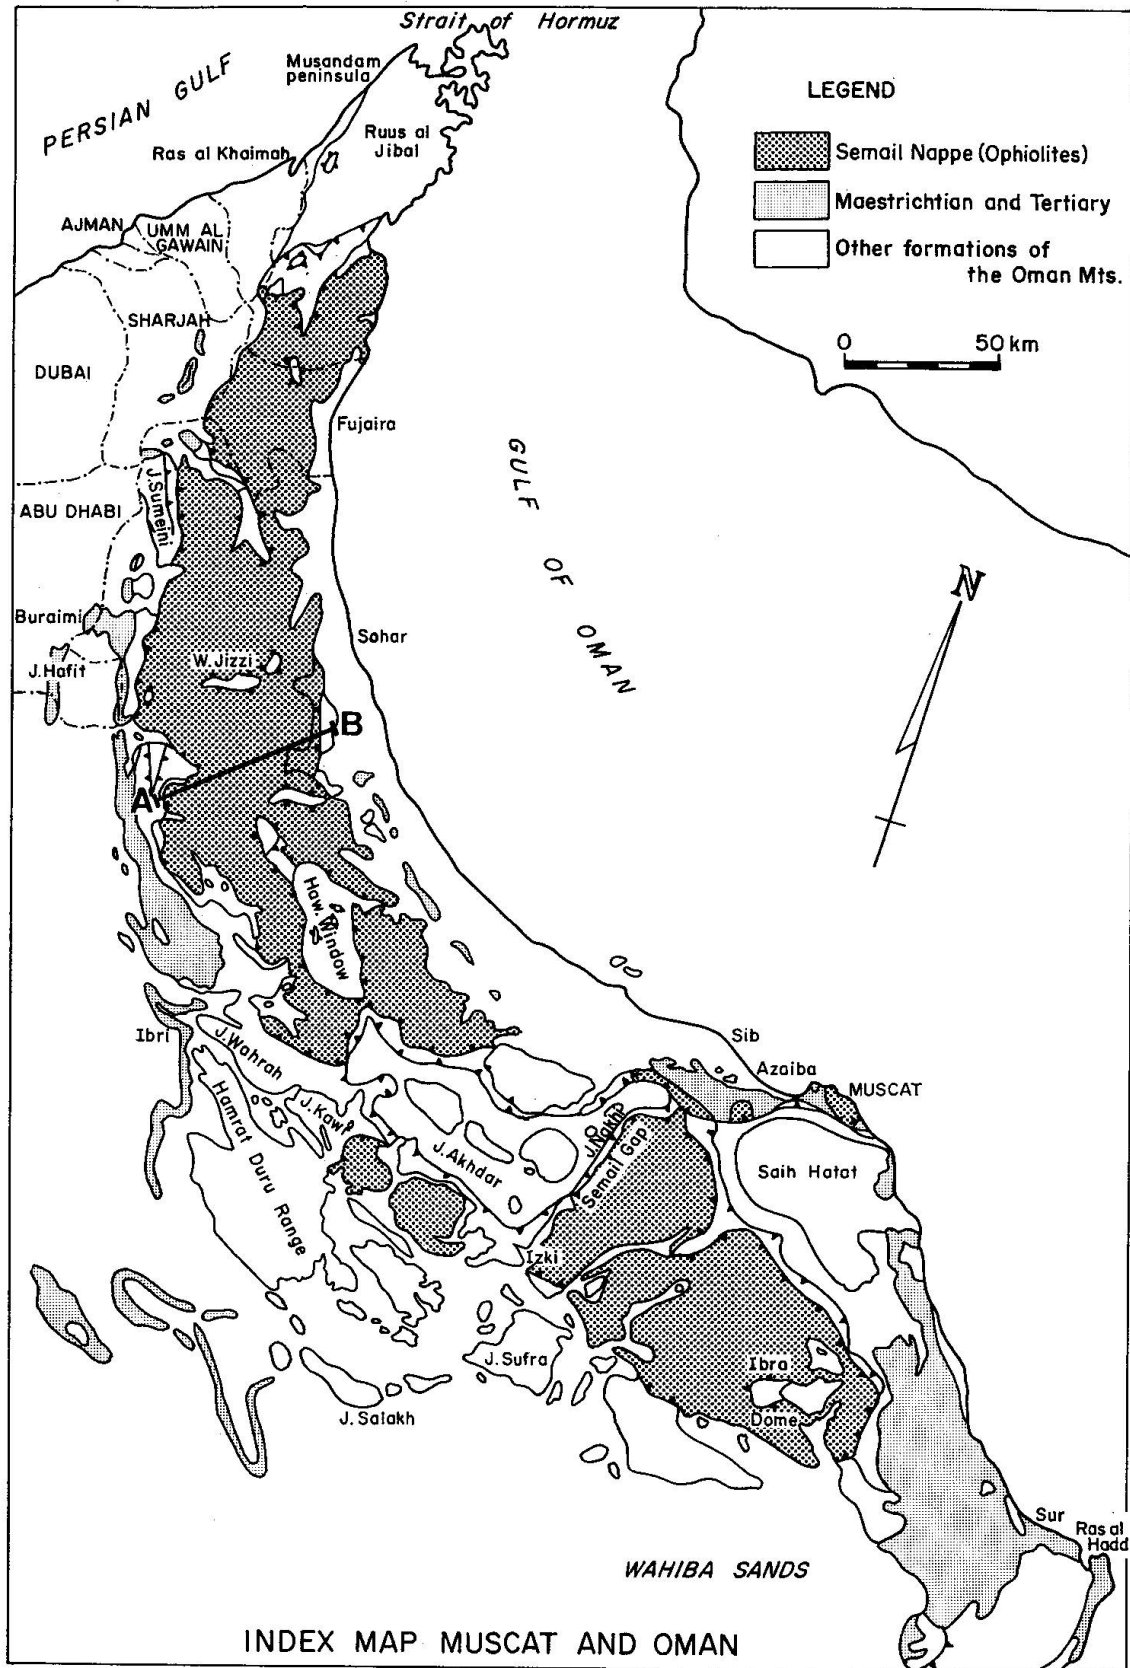 Strait of Hormuz
Musandam
peninsula
PERSIAN GULF
Ruus al
Jibal
Ras al Khaimah
AJMAN
UMM AL
GAWAIN
SHARJAH
DUBAI
Fujaira
J.Sumeini
ABU DHABI
Buraimi
J.Hafit
W.Jizzi
Sohar
GULF
OF
OMAN
LEGEND
Semail Nappe (Ophiolites)
Maestrichtian and Tertiary
Other formations of
the Oman Mts.
0 50 km
N
B
A
Haw. Window
Ibri
J.Wahrah
Hamrat Duru Range
J.Kawr
J.Akhdar
J.Nakhl
Semail Gap
Sib
Azaiba
MUSCAT
Saih Hatat
Izki
J.Sufra
J. Salakh
Ibra
Dome
Sur
Ras al
Hadd
WAHIBA SANDS
INDEX MAP MUSCAT AND OMAN